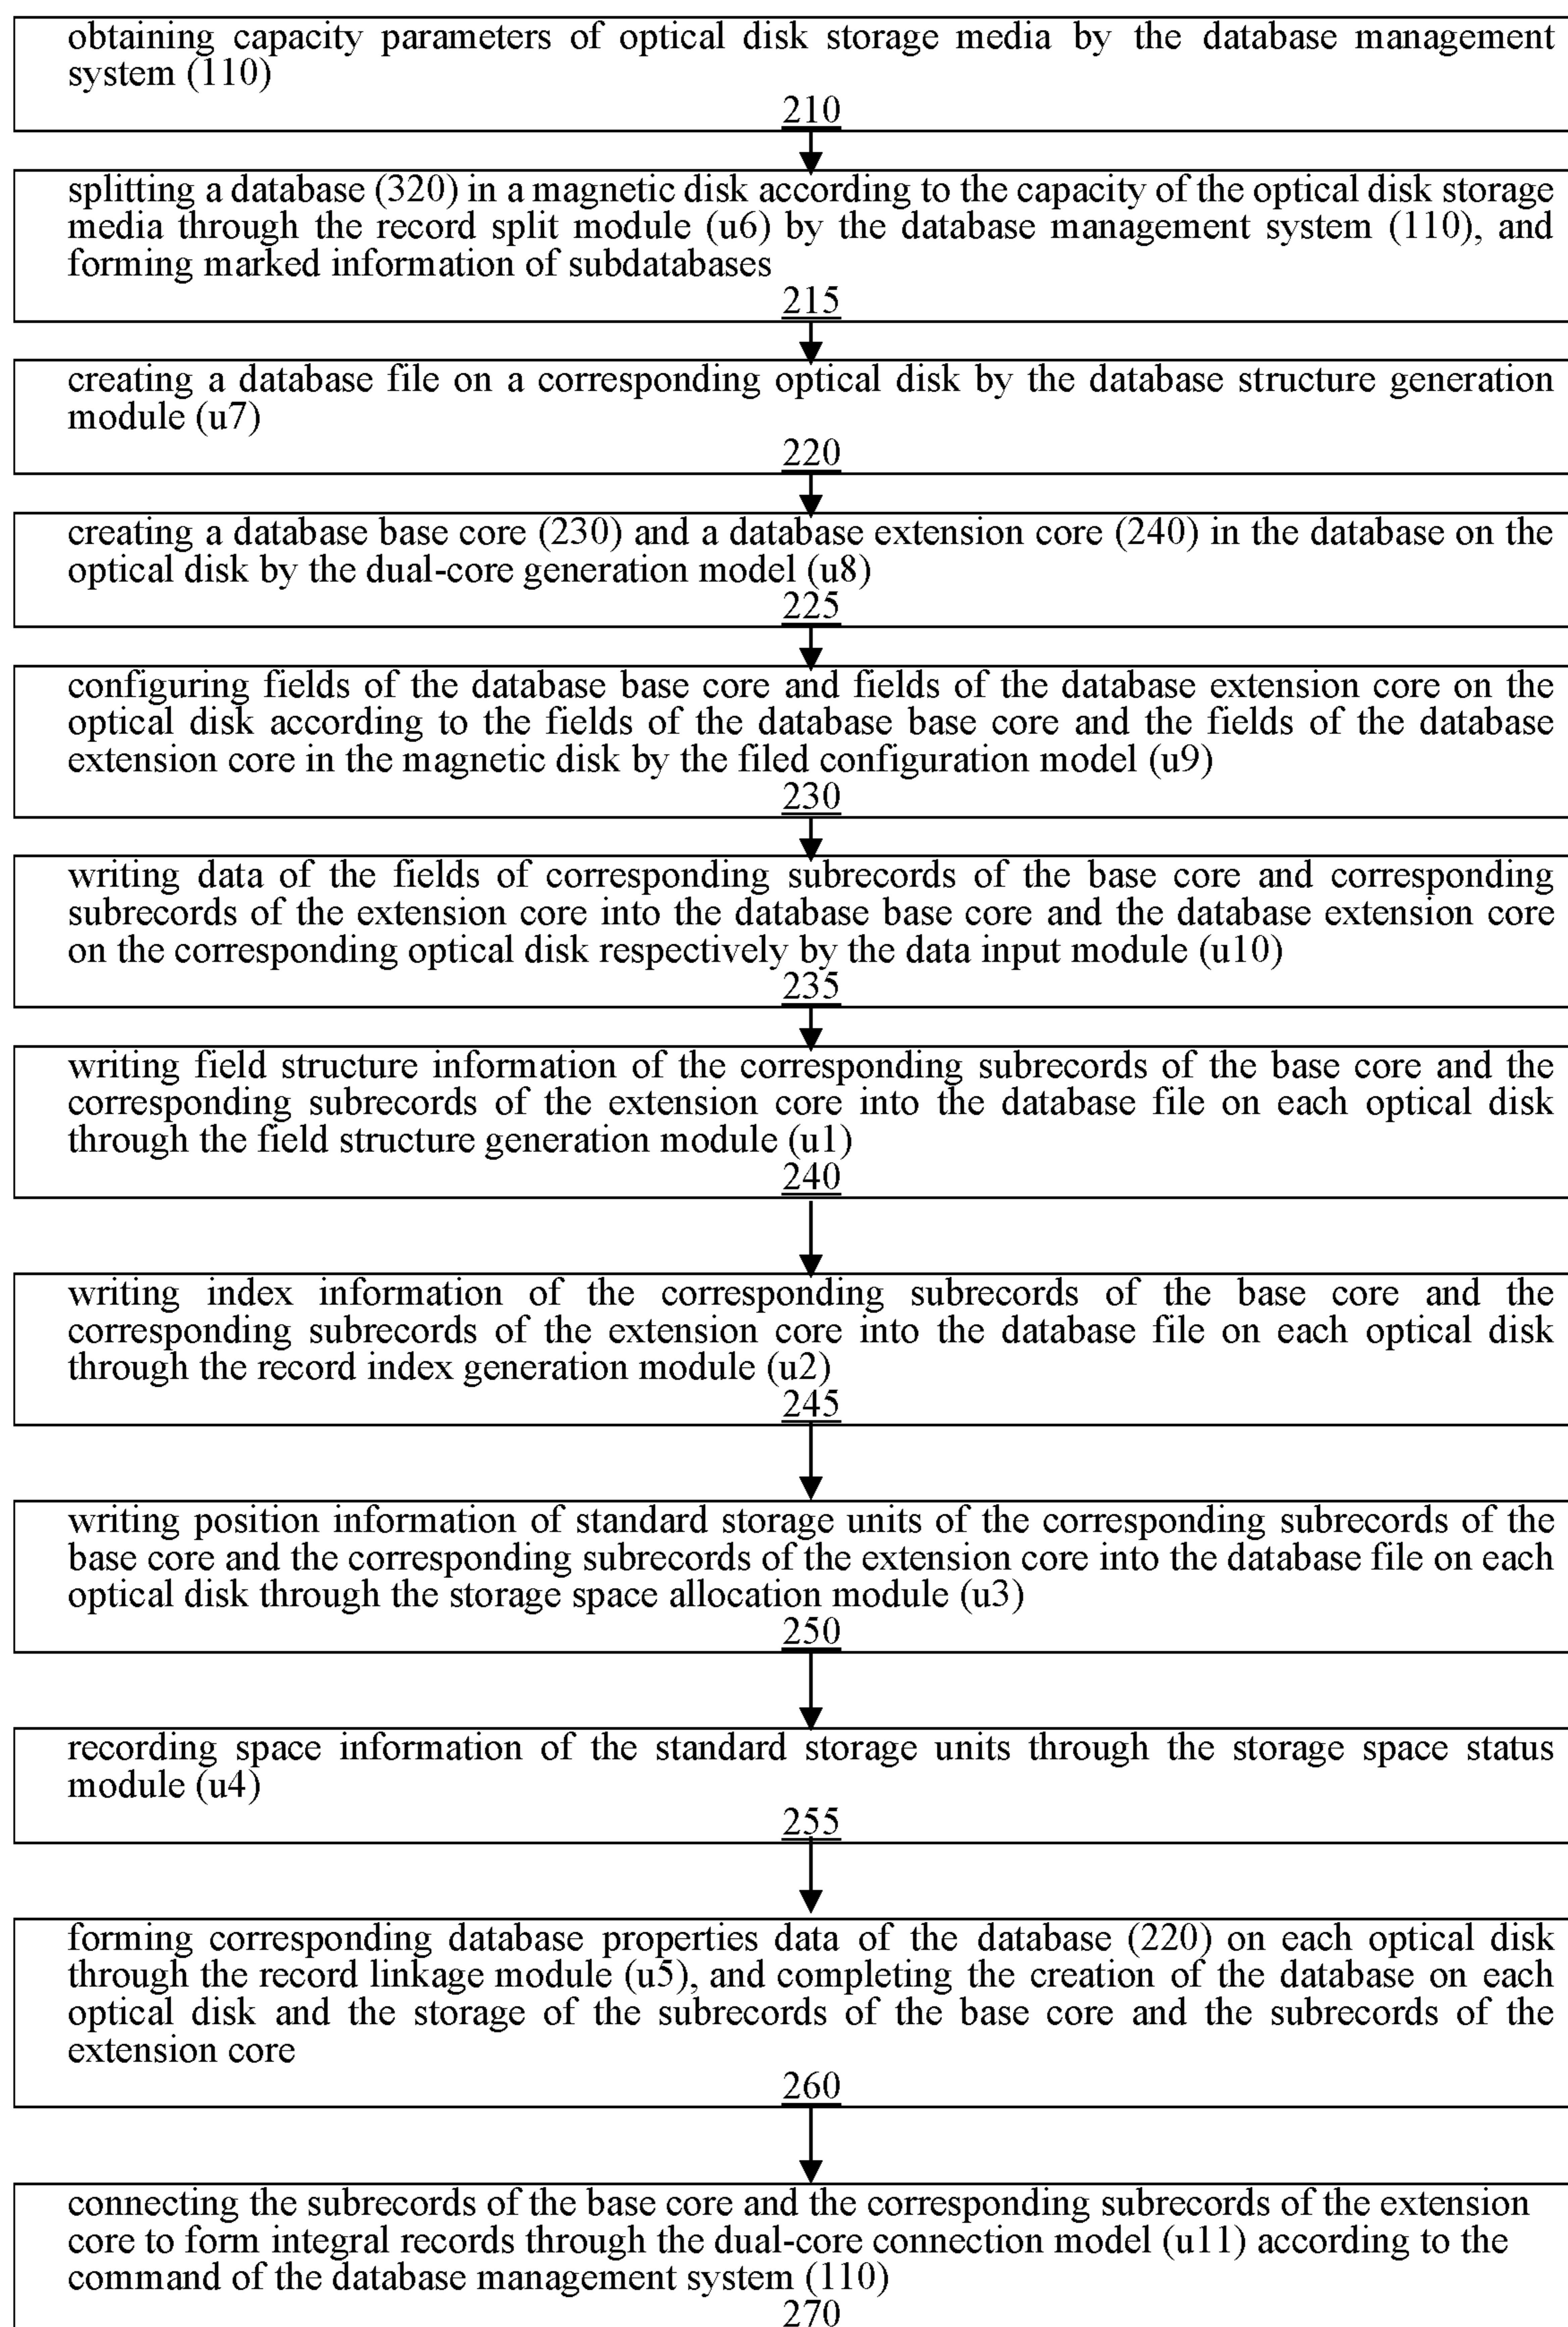 obtaining capacity parameters of optical disk storage media by the database management
system (110)
210
splitting a database (320) in a magnetic disk according to the capacity of the optical disk storage
media through the record split module (u6) by the database management system (110), and
forming marked information of subdatabases
215
creating a database file on a corresponding optical disk by the database structure generation
module (u7)
220
creating a database base core (230) and a database extension core (240) in the database on the
optical disk by the dual-core generation model (u8)
225
configuring fields of the database base core and fields of the database extension core on the
optical disk according to the fields of the database base core and the fields of the database
extension core in the magnetic disk by the filed configuration model (u9)
230
writing data of the fields of corresponding subrecords of the base core and corresponding
subrecords of the extension core into the database base core and the database extension core
on the corresponding optical disk respectively by the data input module (u10)
235
writing field structure information of the corresponding subrecords of the base core and the
corresponding subrecords of the extension core into the database file on each optical disk
through the field structure generation module (u1)
240
writing index information of the corresponding subrecords of the base core and the
corresponding subrecords of the extension core into the database file on each optical disk
through the record index generation module (u2)
245
writing position information of standard storage units of the corresponding subrecords of the
base core and the corresponding subrecords of the extension core into the database file on each
optical disk through the storage space allocation module (u3)
250
recording space information of the standard storage units through the storage space status
module (u4)
255
forming corresponding database properties data of the database (220) on each optical disk
through the record linkage module (u5), and completing the creation of the database on each
optical disk and the storage of the subrecords of the base core and the subrecords of the
extension core
260
connecting the subrecords of the base core and the corresponding subrecords of the extension
core to form integral records through the dual-core connection model (u11) according to the
command of the database management system (110)
270